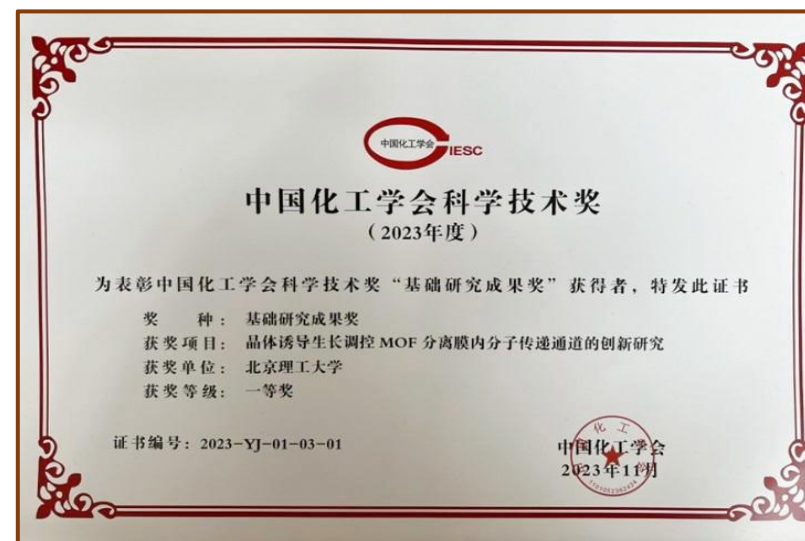 中国化工学会
IESC
中国化工学会科学技术奖
（2023年度）
为表彰中国化工学会科学技术奖“基础研究成果奖”获得者，特发此证书
奖 种： 基础研究成果奖
获奖项目： 晶体诱导生长调控 MOF 分离膜内分子传递通道的创新研究
获奖单位： 北京理工大学
获奖等级： 一等奖
证书编号：2023-YJ-01-03-01
中国化工学会
2023年11月